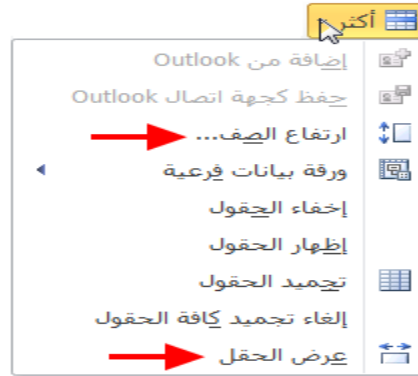 أكثر
إضافة من Outlook
حفظ كجهة اتصال Outlook
ارتفاع الصف...
ورقة بيانات فرعية
إخفاء الحقول
إظهار الحقول
تجميد الحقول
إلغاء تجميد كافة الحقول
عرض الحقل